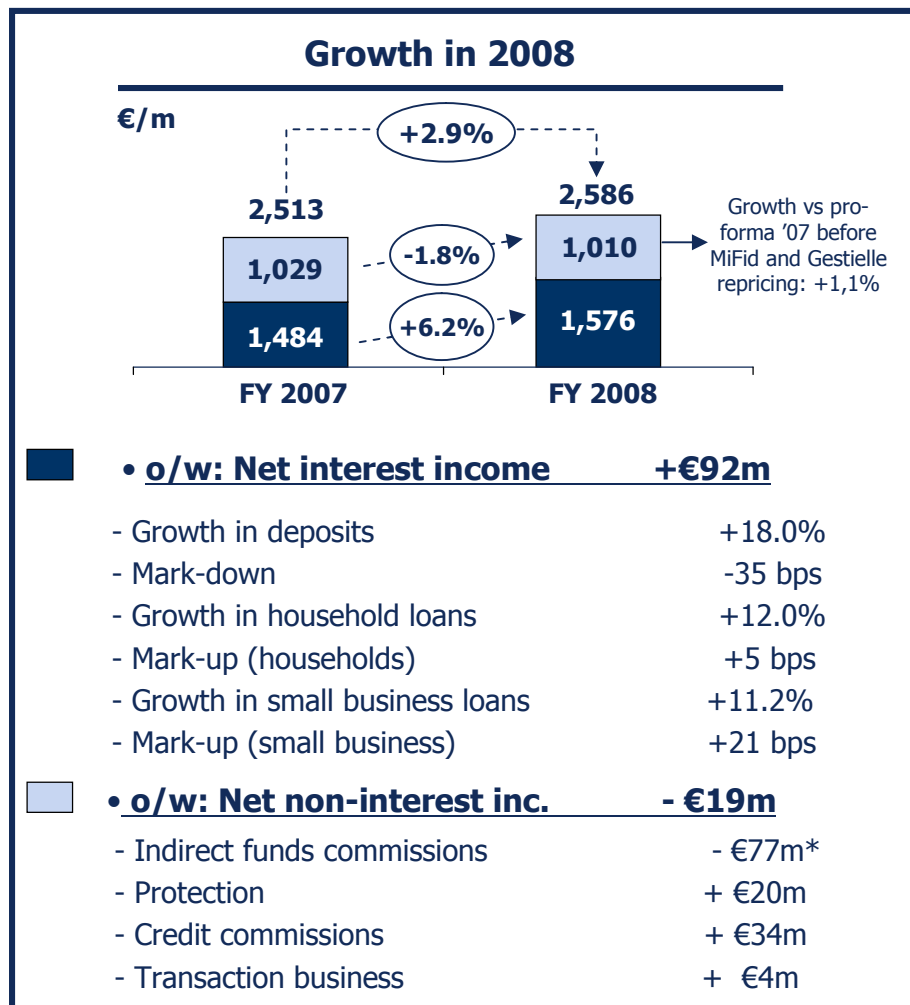 Growth in 2008
€/m
+2.9%
2,513
2,586
1,029
-1.8%
1,010
1,484
+6.2%
1,576
Growth vs pro-
forma ’07 before
MiFid and Gestielle
repricing: +1,1%
FY 2007
FY 2008
• o/w: Net interest income +€92m
- Growth in deposits +18.0%
- Mark-down -35 bps
- Growth in household loans +12.0%
- Mark-up (households) +5 bps
- Growth in small business loans +11.2%
- Mark-up (small business) +21 bps
• o/w: Net non-interest inc. - €19m
- Indirect funds commissions - €77m*
- Protection + €20m
- Credit commissions + €34m
- Transaction business + €4m